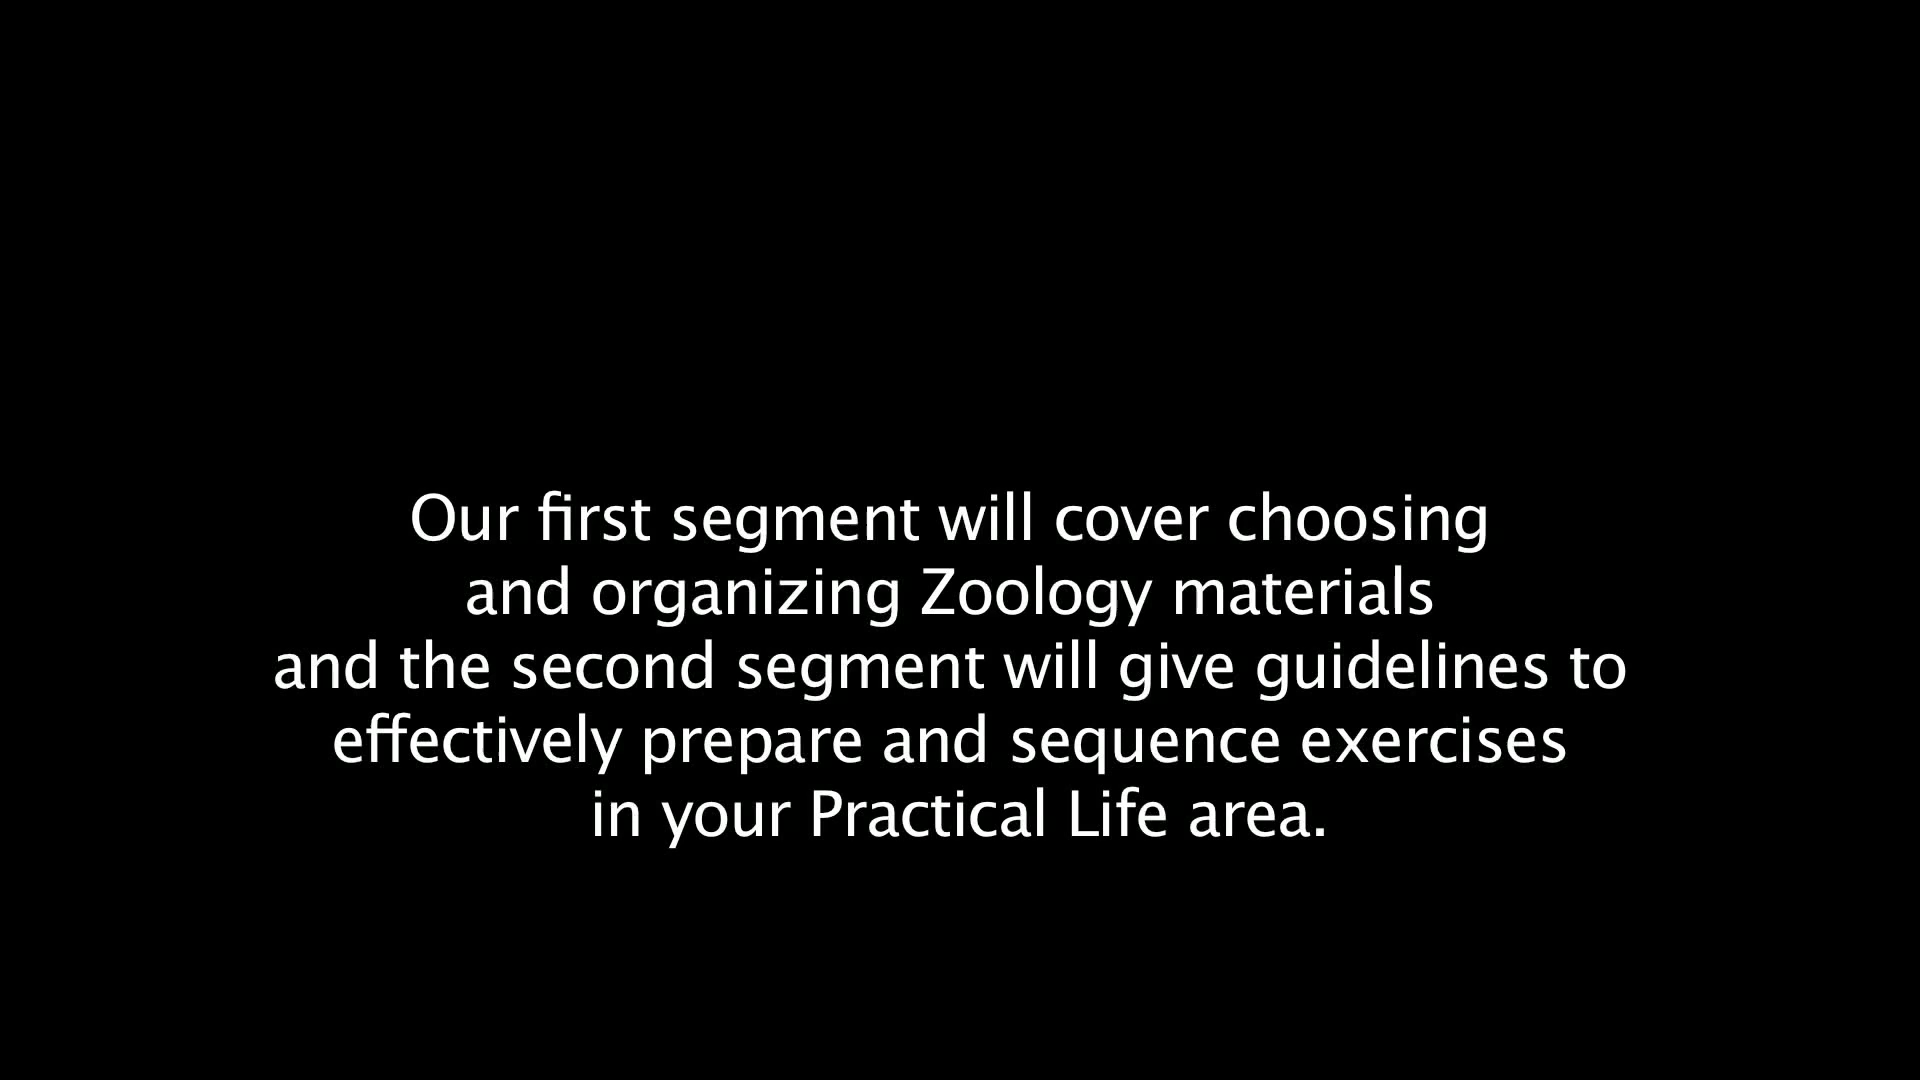 Our first segment will cover choosing
and organizing Zoology materials
and the second segment will give guidelines to
effectively prepare and sequence exercises
in your Practical Life area.